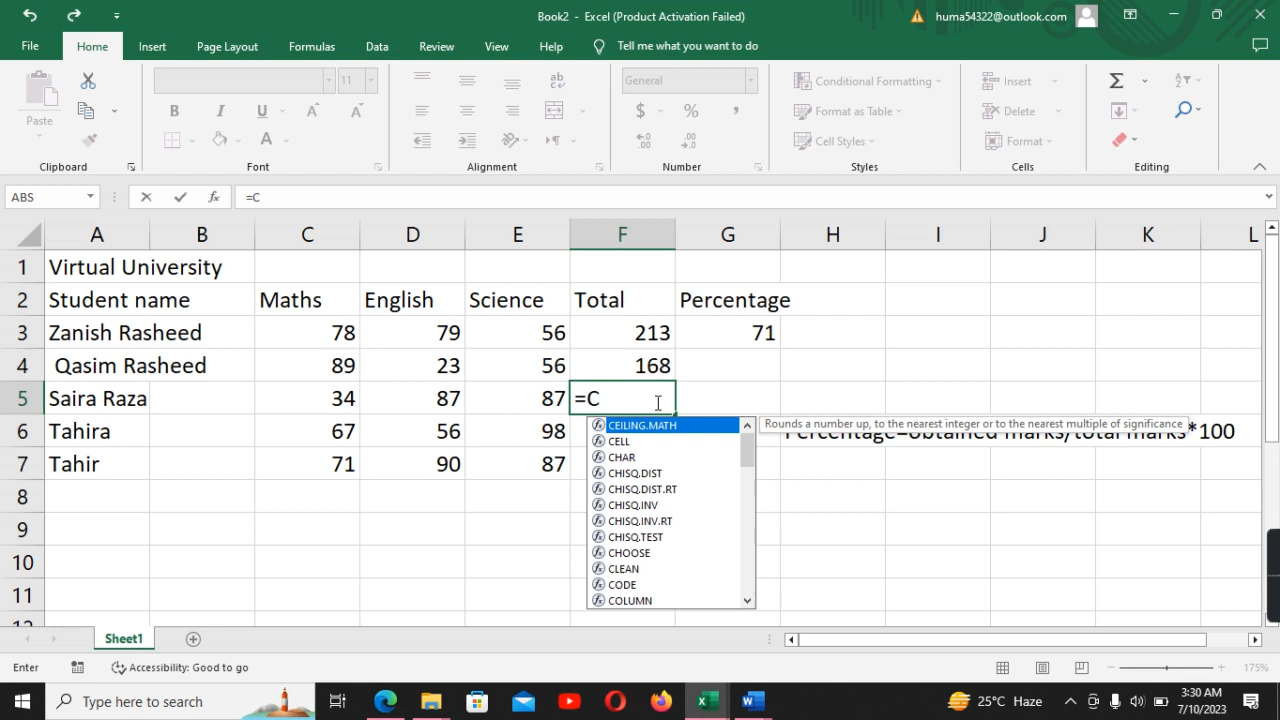 Book2 - Excel (Product Activation Failed)
huma54322@outlook.com
File Home Insert Page Layout Formulas Data Review View Help Tell me what you want to do
11
General
Conditional Formatting
Insert
Paste
Format as Table
Delete
Cell Styles
Format
Clipboard Font Alignment Number Styles Cells Editing
ABS
=C
A B C D E F G H I J K L
1 Virtual University
2 Student name Maths English Science Total Percentage
3 Zanish Rasheed 78 79 56 213 71
4 Qasim Rasheed 89 23 56 168
5 Saira Raza 34 87 87 =C
6 Tahira 67 56 98 Percentage=obtained marks/total marks*100
7 Tahir 71 90 87
8
9
10
11
12
CEILING.MATH
Rounds a number up, to the nearest integer or to the nearest multiple of significance
CELL
CHAR
CHISQ.DIST
CHISQ.DIST.RT
CHISQ.INV
CHISQ.INV.RT
CHISQ.TEST
CHOOSE
CLEAN
CODE
COLUMN
Sheet1
Enter
Accessibility: Good to go
175%
Type here to search
25°C Haze
3:30 AM
7/10/2023